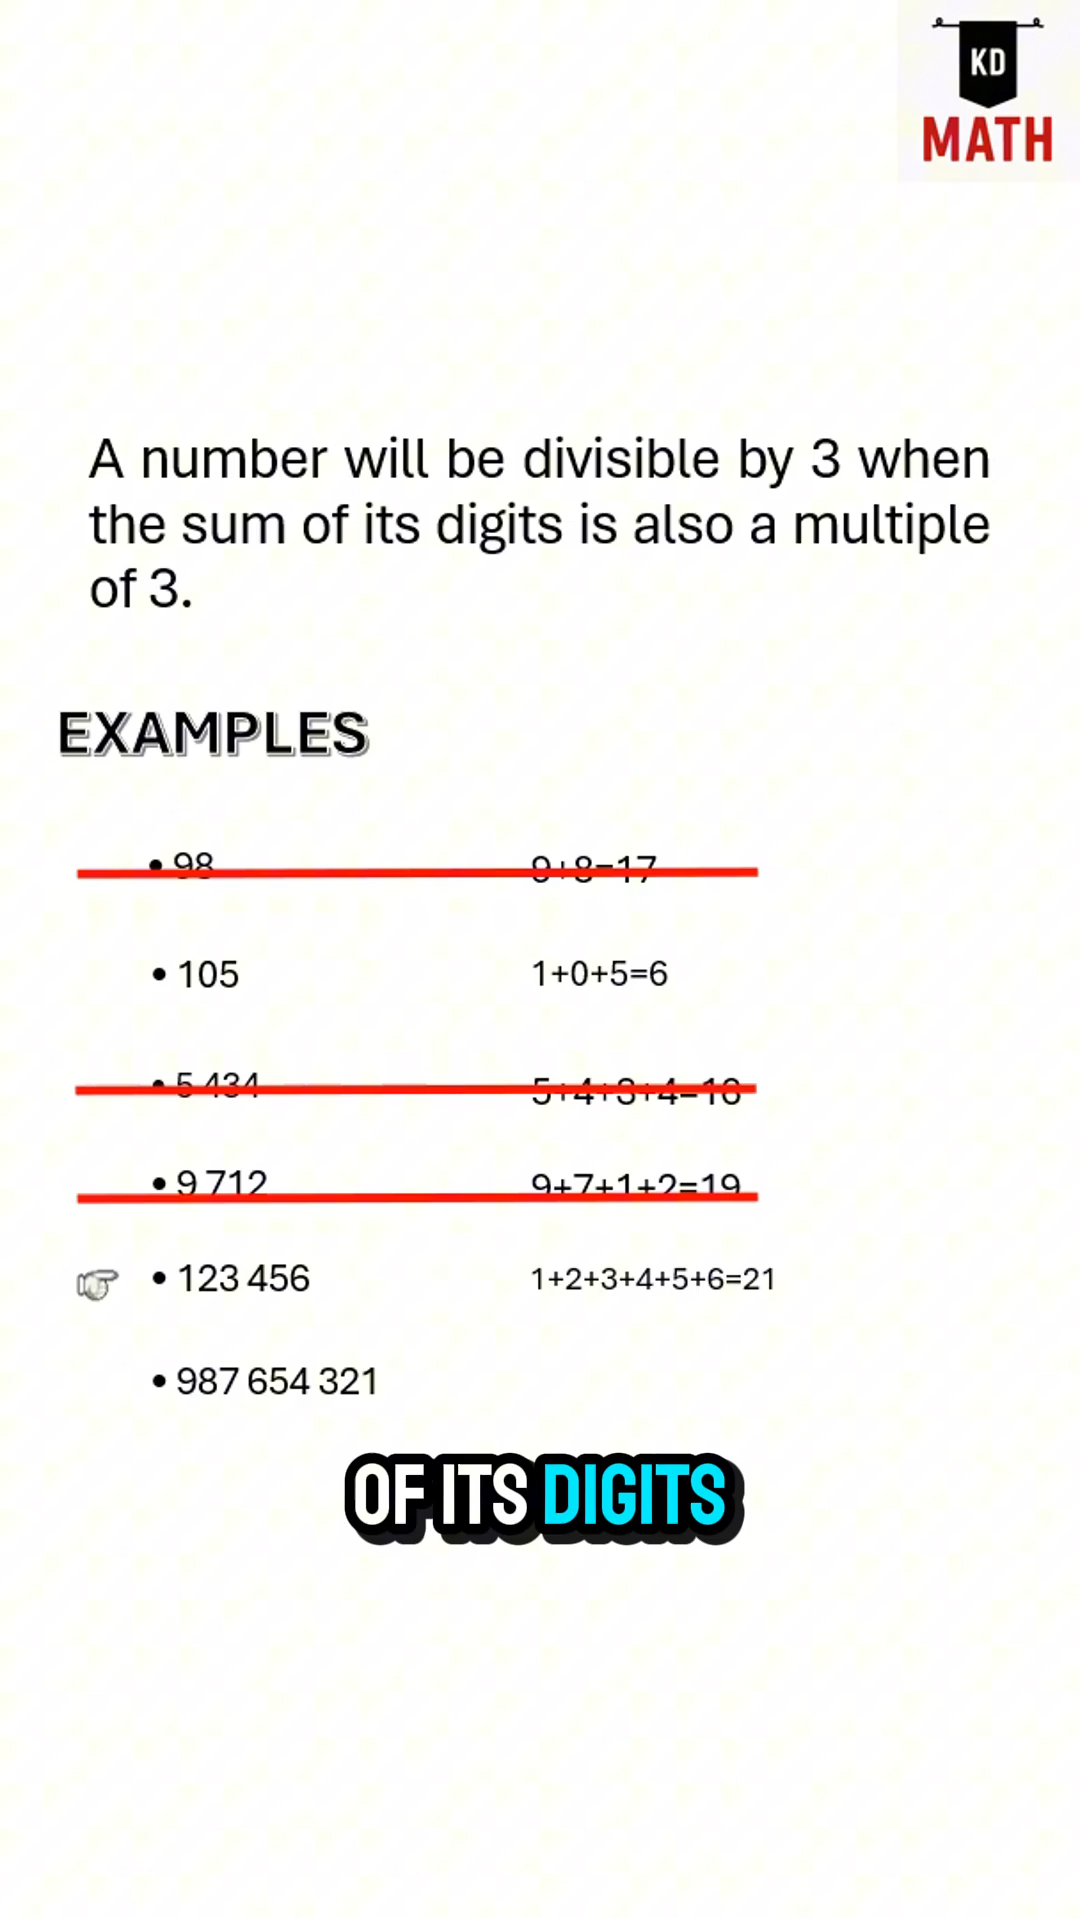 KD
MATH
A number will be divisible by 3 when
the sum of its digits is also a multiple
of 3.
EXAMPLES
• 98 9+8=17
• 105 1+0+5=6
• 5 434 5+4+3+4=16
• 9 712 9+7+1+2=19
• 123 456 1+2+3+4+5+6=21
• 987 654 321
OF ITS DIGITS